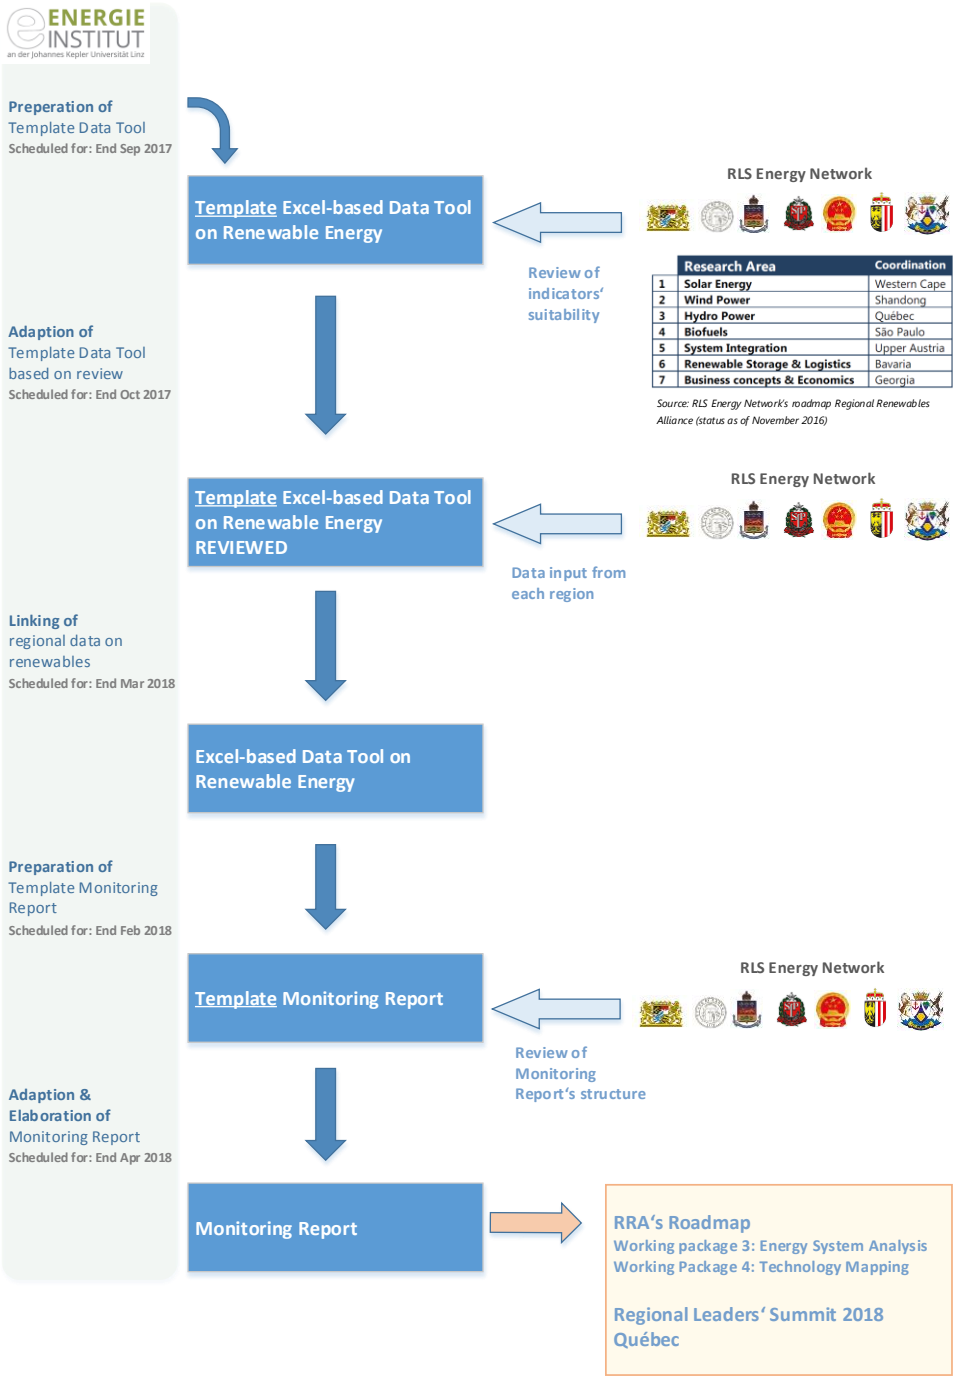 ENERGIE
INSTITUT
an der Johannes Kepler Universität Linz
Preperation of
Template Data Tool
Scheduled for: End Sep 2017
Template Excel-based Data Tool
on Renewable Energy
Review of
indicators‘
suitability
RLS Energy Network
Research Area Coordination
1 Solar Energy Western Cape
2 Wind Power Shandong
3 Hydro Power Québec
4 Biofuels São Paulo
5 System Integration Upper Austria
6 Renewable Storage & Logistics Bavaria
7 Business concepts & Economics Georgia
Source: RLS Energy Network's roadmap Regional Renewables
Alliance (status as of November 2016)
Adaption of
Template Data Tool
based on review
Scheduled for: End Oct 2017
Template Excel-based Data Tool
on Renewable Energy
REVIEWED
Data input from
each region
RLS Energy Network
Linking of
regional data on
renewables
Scheduled for: End Mar 2018
Excel-based Data Tool on
Renewable Energy
Preparation of
Template Monitoring
Report
Scheduled for: End Feb 2018
Template Monitoring Report
Review of
Monitoring
Report‘s structure
RLS Energy Network
Adaption &
Elaboration of
Monitoring Report
Scheduled for: End Apr 2018
Monitoring Report
RRA‘s Roadmap
Working package 3: Energy System Analysis
Working Package 4: Technology Mapping
Regional Leaders‘ Summit 2018
Québec